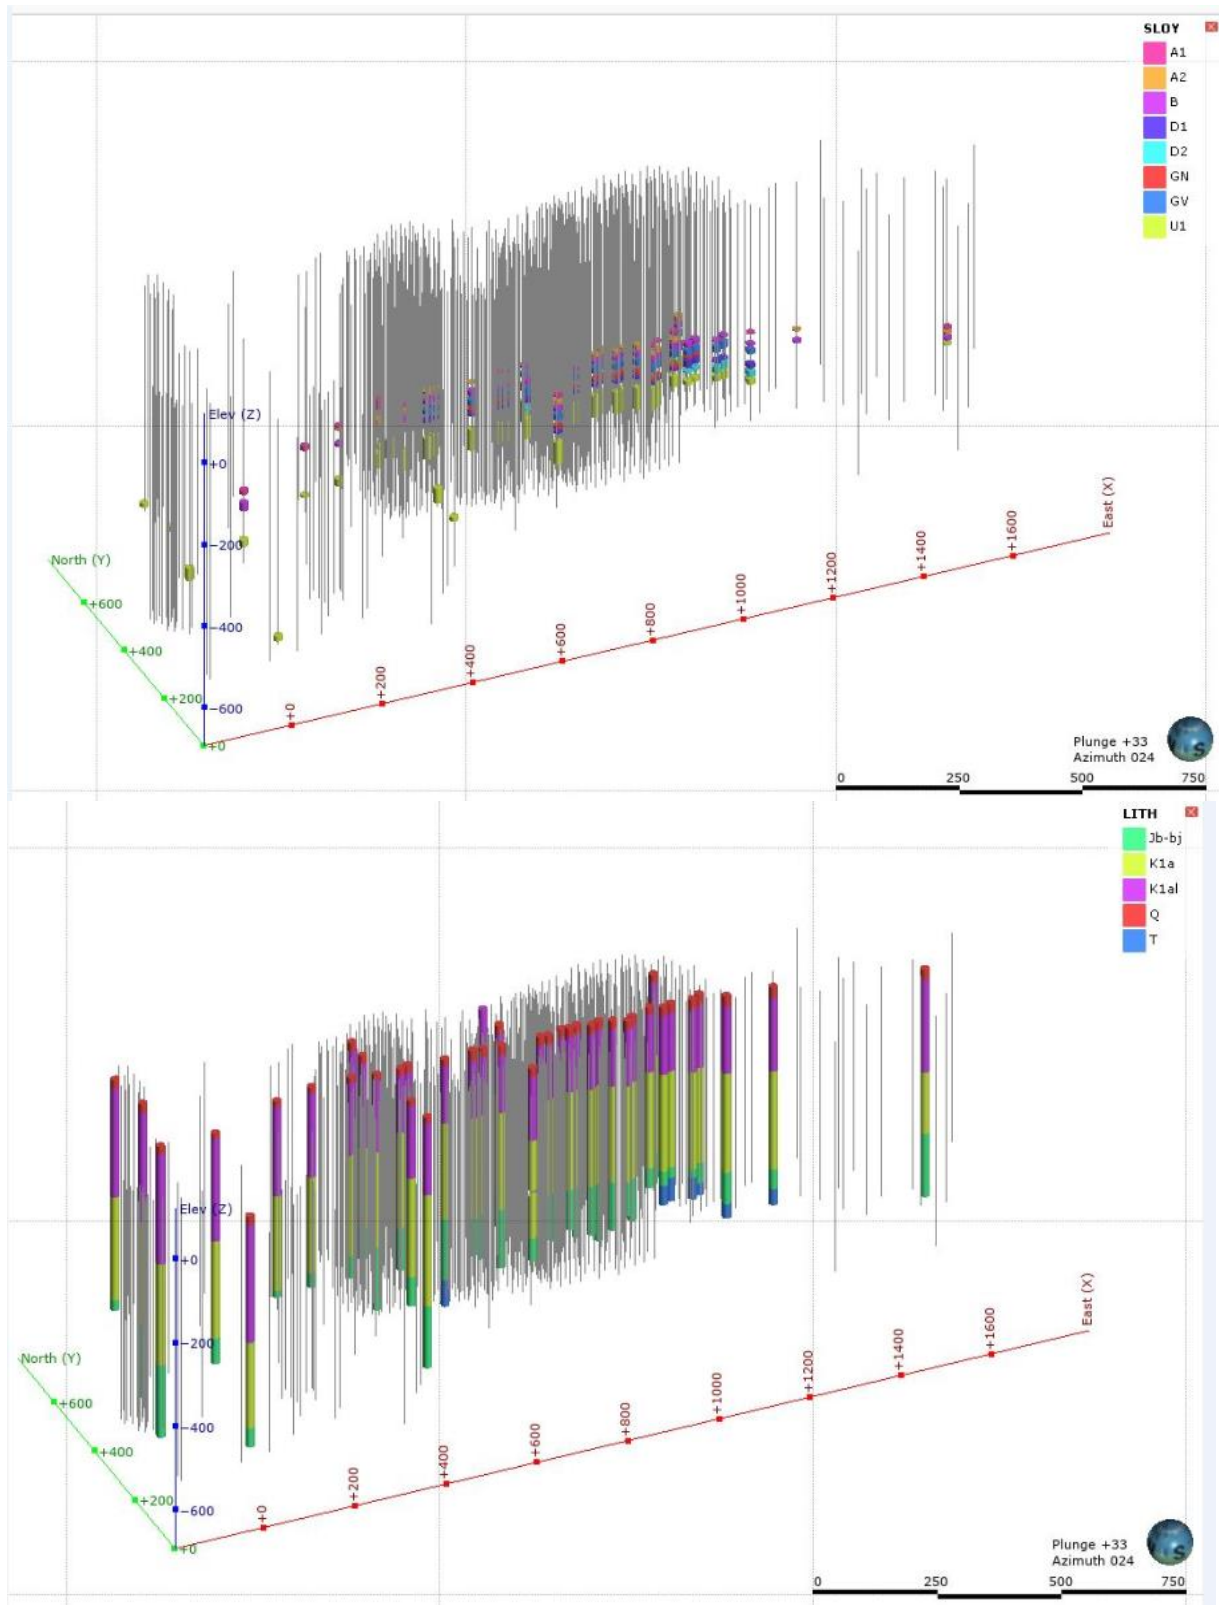 SLOY
A1
A2
B
D1
D2
GN
GV
U1
Elev (Z)
+0
−200
−400
−600
North (Y)
+600
+400
+200
+0
+0
+200
+400
+600
+800
+1000
+1200
+1400
+1600
East (X)
Plunge +33
Azimuth 024
0 250 500 750
LITH
Jb-bj
K1a
K1al
Q
T
Elev (Z)
+0
−200
−400
−600
North (Y)
+600
+400
+200
+0
+0
+200
+400
+600
+800
+1000
+1200
+1400
+1600
East (X)
Plunge +33
Azimuth 024
0 250 500 750